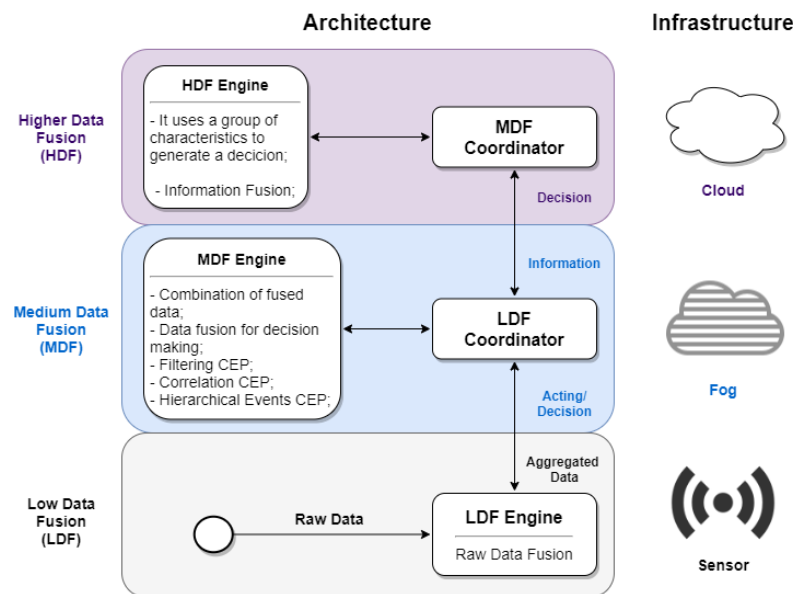 Architecture
Infrastructure
Higher Data
Fusion
(HDF)
HDF Engine
- It uses a group of
characteristics to
generate a decicion;
- Information Fusion;
MDF
Coordinator
Cloud
Decision
Medium Data
Fusion
(MDF)
MDF Engine
- Combination of fused
data;
- Data fusion for decision
making;
- Filtering CEP;
- Correlation CEP;
- Hierarchical Events CEP;
Information
LDF
Coordinator
Acting/
Decision
Fog
Low Data
Fusion
(LDF)
Raw Data
Aggregated
Data
LDF Engine
Raw Data Fusion
Sensor